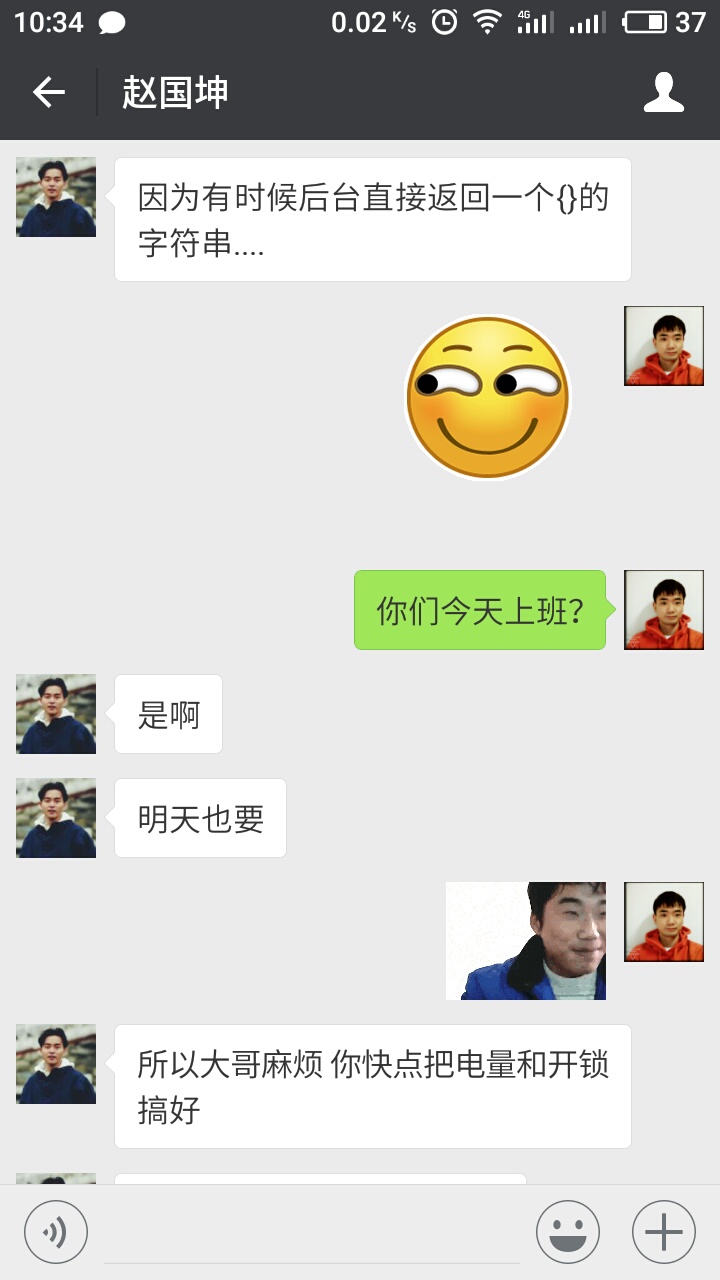 10:34
0.02 K/s
4G
37
赵国坤
因为有时候后台直接返回一个{}的
字符串....
你们今天上班?
是啊
明天也要
所以大哥麻烦 你快点把电量和开锁
搞好